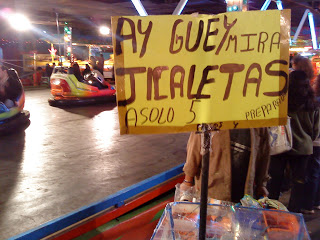 AY GUEY MIRA
JICALETAS
A SOLO 5
PREPARADAS